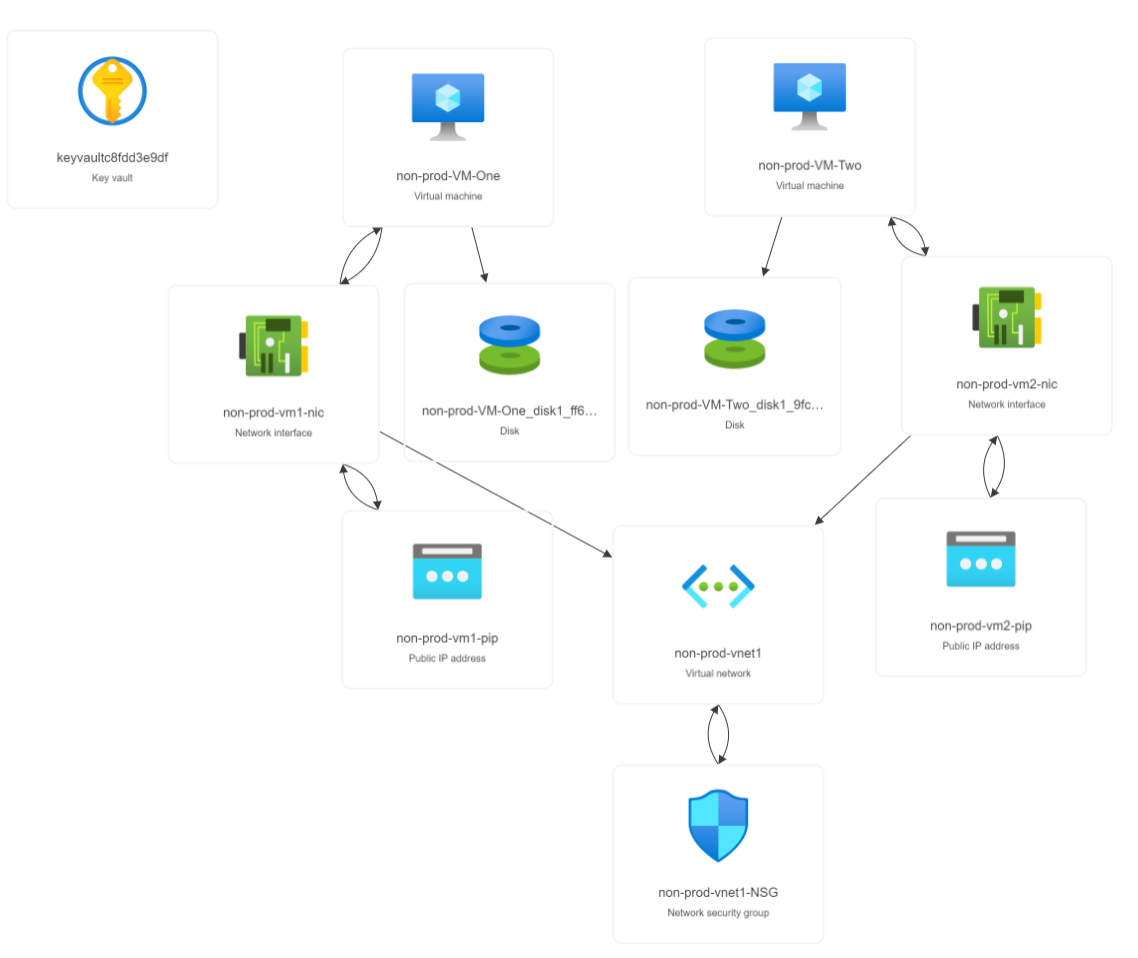 keyvaultc8fdd3e9df
Key vault
non-prod-VM-One
Virtual machine
non-prod-VM-Two
Virtual machine
non-prod-vm1-nic
Network interface
non-prod-VM-One_disk1_ff6...
Disk
non-prod-VM-Two_disk1_9fc...
Disk
non-prod-vm2-nic
Network interface
non-prod-vm1-pip
Public IP address
non-prod-vnet1
Virtual network
non-prod-vm2-pip
Public IP address
non-prod-vnet1-NSG
Network security group